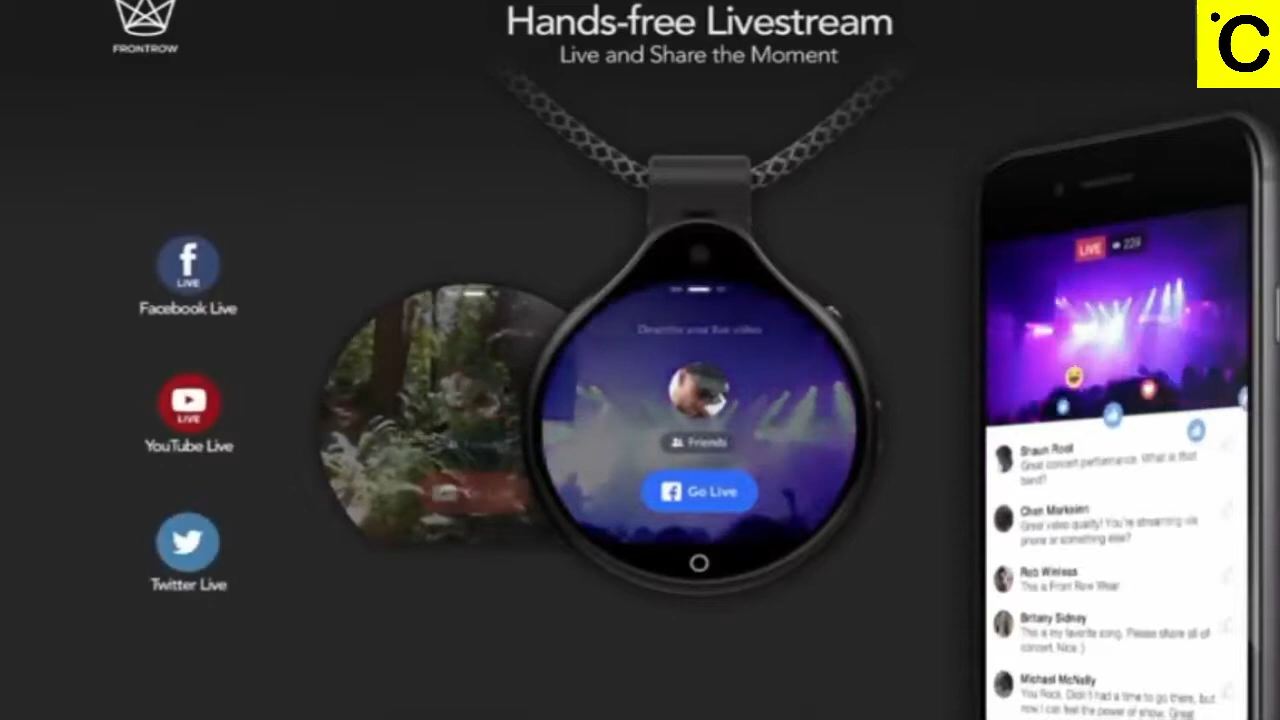 FRONTROW
Hands-free Livestream
Live and Share the Moment
°C
f
LIVE
Facebook Live
LIVE
YouTube Live
Twitter Live
Describe your live video
Friends
Go Live
LIVE 229
Shaun Root
Great concert performance. What is that
band?
Chen Markeinn
Great video quality! You're streaming via
phone or something else?
Rob Winless
This is Front Row Wear
Britany Sidney
This is my favorite song. Please share all of
concert. Nice :)
Michael McNelly
You Rock. Didn't had a time to go there, but
now I can feel the power of show. Great